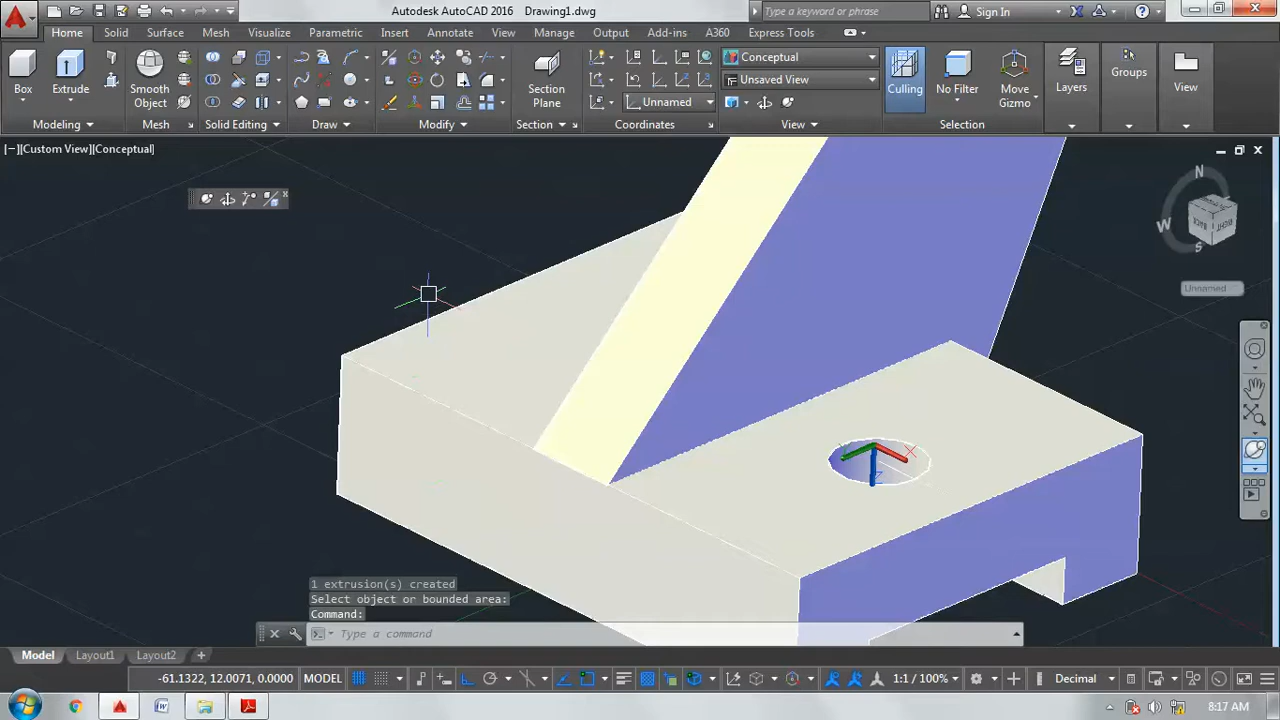 Autodesk AutoCAD 2016 Drawing1.dwg
Type a keyword or phrase
Sign In
Home Solid Surface Mesh Visualize Parametric Insert Annotate View Manage Output Add-ins A360 Express Tools
Box
Extrude
Smooth
Object
Section
Plane
Conceptual
Unsaved View
Unnamed
Culling
No Filter
Move
Gizmo
Layers
Groups
View
Modeling
Mesh
Solid Editing
Draw
Modify
Section
Coordinates
View
Selection
[−][Custom View][Conceptual]
N
W
S
RIGHT
BACK
Unnamed
X
Z
1 extrusion(s) created
Select object or bounded area:
Command:
Type a command
Model Layout1 Layout2 +
-61.1322, 12.0071, 0.0000 MODEL
1:1 / 100%
Decimal
8:17 AM